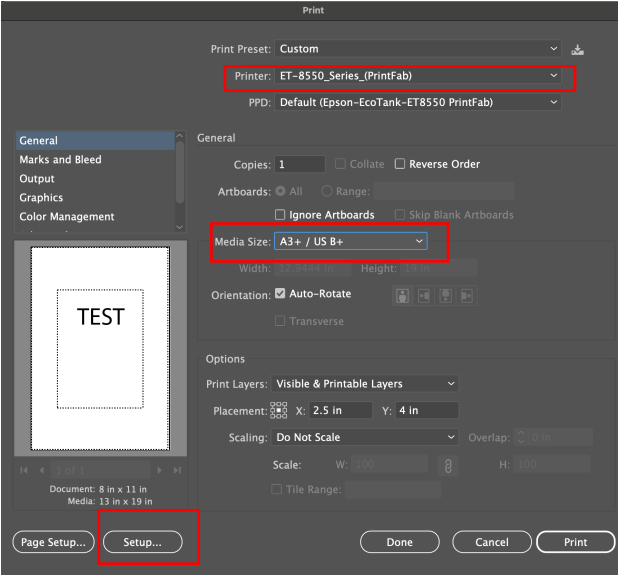 Print
Print Preset: Custom
Printer: ET-8550_Series_(PrintFab)
PPD: Default (Epson-EcoTank-ET8550 PrintFab)
General
Marks and Bleed
Output
Graphics
Color Management
TEST
1 of 1
Document: 8 in x 11 in
Media: 13 in x 19 in
General
Copies: 1 Collate Reverse Order
Artboards: All Range:
Ignore Artboards Skip Blank Artboards
Media Size: A3+ / US B+
Width: 12.9444 in Height: 19 in
Orientation: Auto-Rotate
Transverse
Options
Print Layers: Visible & Printable Layers
Placement: X: 2.5 in Y: 4 in
Scaling: Do Not Scale Overlap: 0 in
Scale: W: 100 H: 100
Tile Range:
Page Setup... Setup... Done Cancel Print